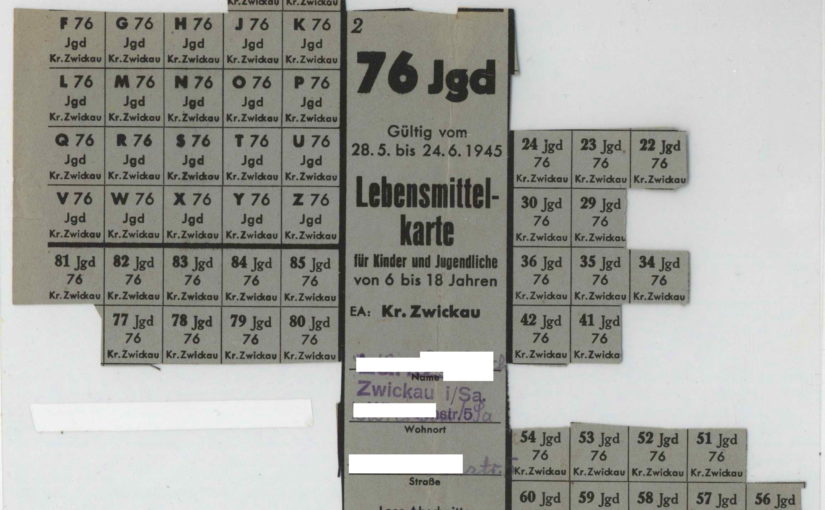 Kr.Zwickau Kr.Zwickau
F 76 G 76 H 76 J 76 K 76
Jgd Jgd Jgd Jgd Jgd
Kr.Zwickau Kr.Zwickau Kr.Zwickau Kr.Zwickau Kr.Zwickau
L 76 M 76 N 76 O 76 P 76
Jgd Jgd Jgd Jgd Jgd
Kr.Zwickau Kr.Zwickau Kr.Zwickau Kr.Zwickau Kr.Zwickau
Q 76 R 76 S 76 T 76 U 76
Jgd Jgd Jgd Jgd Jgd
Kr.Zwickau Kr.Zwickau Kr.Zwickau Kr.Zwickau Kr.Zwickau
V 76 W 76 X 76 Y 76 Z 76
Jgd Jgd Jgd Jgd Jgd
Kr.Zwickau Kr.Zwickau Kr.Zwickau Kr.Zwickau Kr.Zwickau
81 Jgd 82 Jgd 83 Jgd 84 Jgd 85 Jgd
76 76 76 76 76
Kr.Zwickau Kr.Zwickau Kr.Zwickau Kr.Zwickau Kr.Zwickau
77 Jgd 78 Jgd 79 Jgd 80 Jgd
76 76 76 76
Kr.Zwickau Kr.Zwickau Kr.Zwickau Kr.Zwickau
2
76 Jgd
Gültig vom
28.5. bis 24.6.1945
Lebensmittel-
karte
für Kinder und Jugendliche
von 6 bis 18 Jahren
EA: Kr. Zwickau
Name
Zwickau i/Sa.
str/5
Wohnort
str.
Straße
24 Jgd 23 Jgd 22 Jgd
76 76 76
Kr.Zwickau Kr.Zwickau Kr.Zwickau
30 Jgd 29 Jgd
76 76
Kr.Zwickau Kr.Zwickau
36 Jgd 35 Jgd 34 Jgd
76 76 76
Kr.Zwickau Kr.Zwickau Kr.Zwickau
42 Jgd 41 Jgd
76 76
Kr.Zwickau Kr.Zwicka
54 Jgd 53 Jgd 52 Jgd 51 Jgd
76 76 76 76
Kr.Zwickau Kr.Zwickau Kr.Zwickau Kr.Zwickau
60 Jgd 59 Jgd 58 Jgd 57 Jgd 56 Jgd